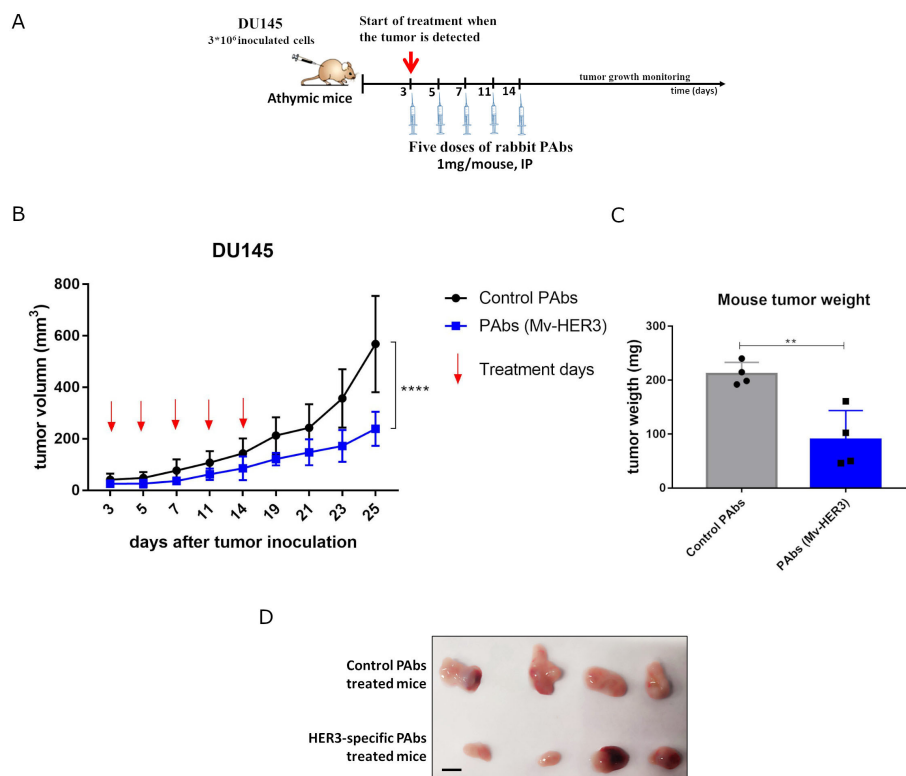 A
DU145
3*10⁶ inoculated cells
Start of treatment when
the tumor is detected
Athymic mice
3
5
7
11
14
tumor growth monitoring
time (days)
Five doses of rabbit PAbs
1mg/mouse, IP
B
DU145
800
600
400
200
0
tumor volumn (mm³)
3
5
7
11
14
19
21
23
25
days after tumor inoculation
****
Control PAbs
PAbs (Mv-HER3)
Treatment days
C
Mouse tumor weight
**
300
200
100
0
tumor weigth (mg)
Control PAbs
PAbs (Mv-HER3)
D
Control PAbs
treated mice
HER3-specific PAbs
treated mice